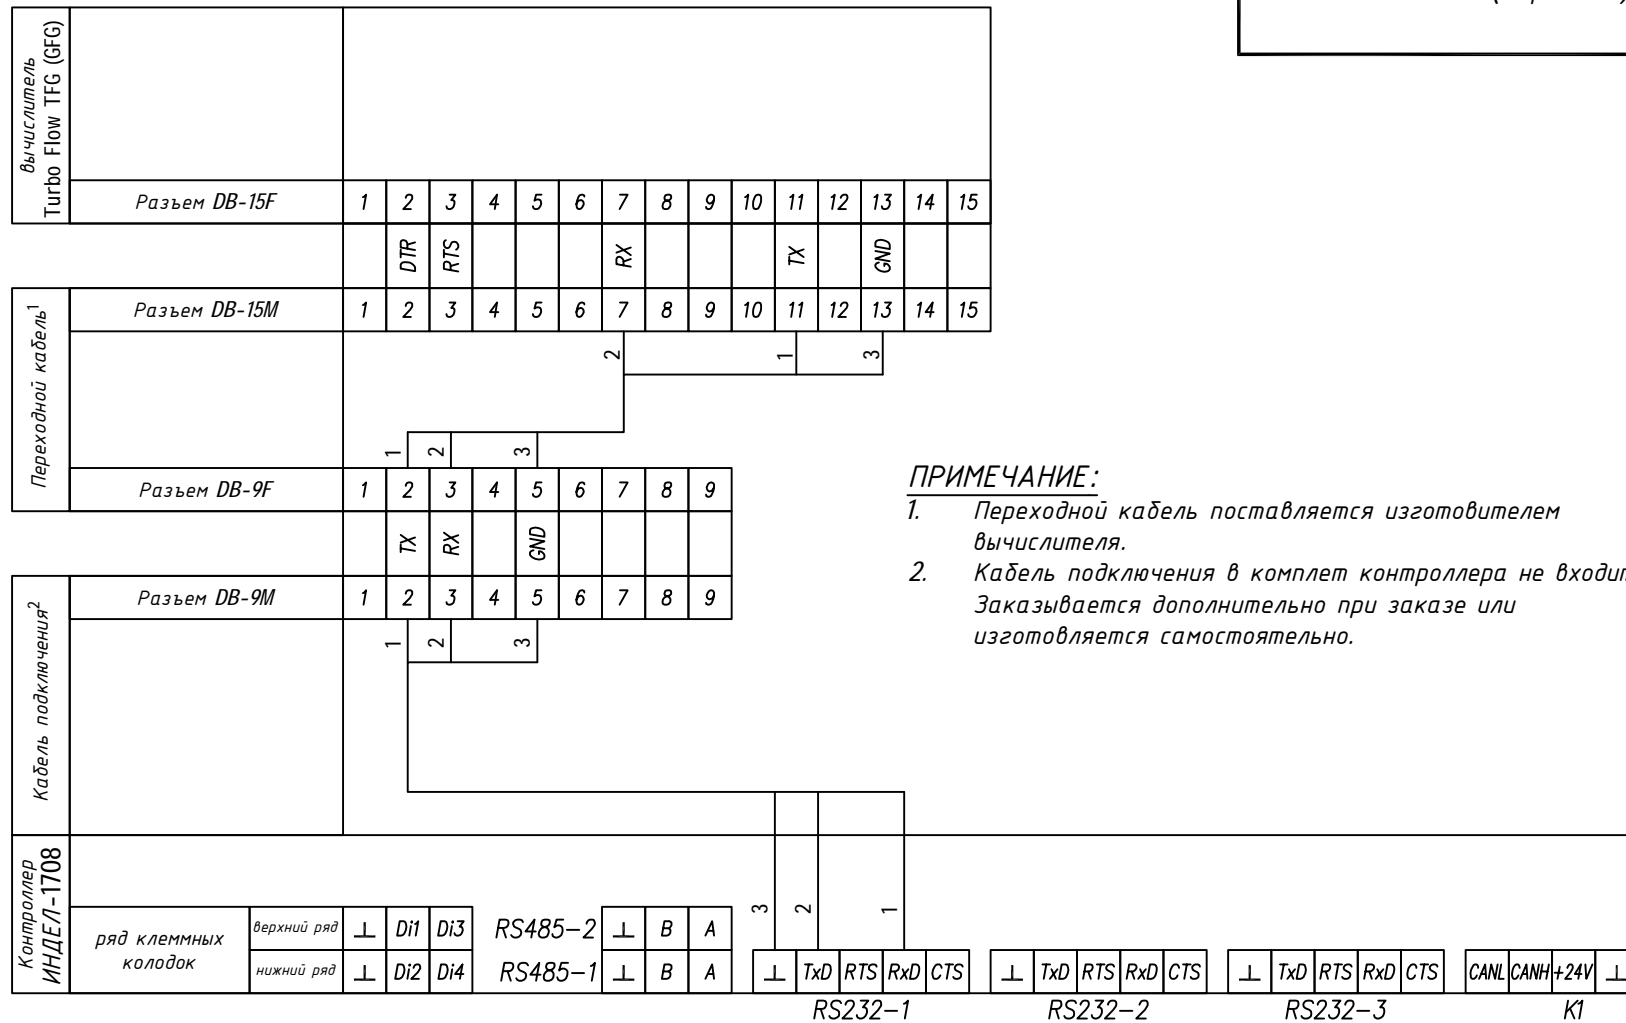 вычислитель
Turbo Flow TFG (GFG)
Разъем DB-15F 1 2 3 4 5 6 7 8 9 10 11 12 13 14 15
DTR RTS RX TX GND
Переходной кабель¹
Разъем DB-15M 1 2 3 4 5 6 7 8 9 10 11 12 13 14 15
2 1 3
1 2 3
Разъем DB-9F 1 2 3 4 5 6 7 8 9
TX RX GND
Кабель подключения²
Разъем DB-9M 1 2 3 4 5 6 7 8 9
1 2 3
ПРИМЕЧАНИЕ:
1. Переходной кабель поставляется изготовителем
вычислителя.
2. Кабель подключения в комплет контроллера не входит
Заказывается дополнительно при заказе или
изготовляется самостоятельно.
Контроллер
ИНДЕЛ-1708
3 2 1
ряд клеммных
колодок
верхний ряд ⊥ Di1 Di3 RS485-2 ⊥ B A
нижний ряд ⊥ Di2 Di4 RS485-1 ⊥ B A
⊥ TxD RTS RxD CTS ⊥ TxD RTS RxD CTS ⊥ TxD RTS RxD CTS CANL CANH +24V ⊥
RS232-1 RS232-2 RS232-3 K1